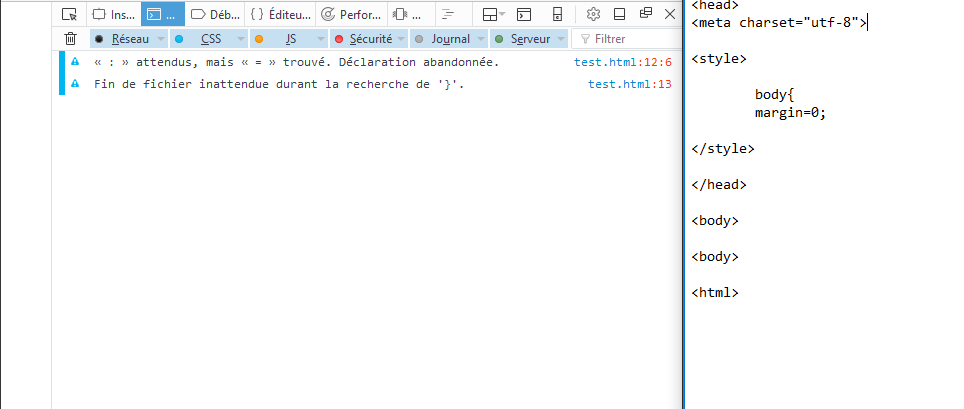 Ins...
...
Déb...
{ } Éditeu...
Perfor...
...
Réseau
CSS
JS
Sécurité
Journal
Serveur
Filtrer
« : » attendus, mais « = » trouvé. Déclaration abandonnée. test.html:12:6
Fin de fichier inattendue durant la recherche de '}'. test.html:13
<head>
<meta charset="utf-8">
<style>
body{
margin=0;
</style>
</head>
<body>
<body>
<html>